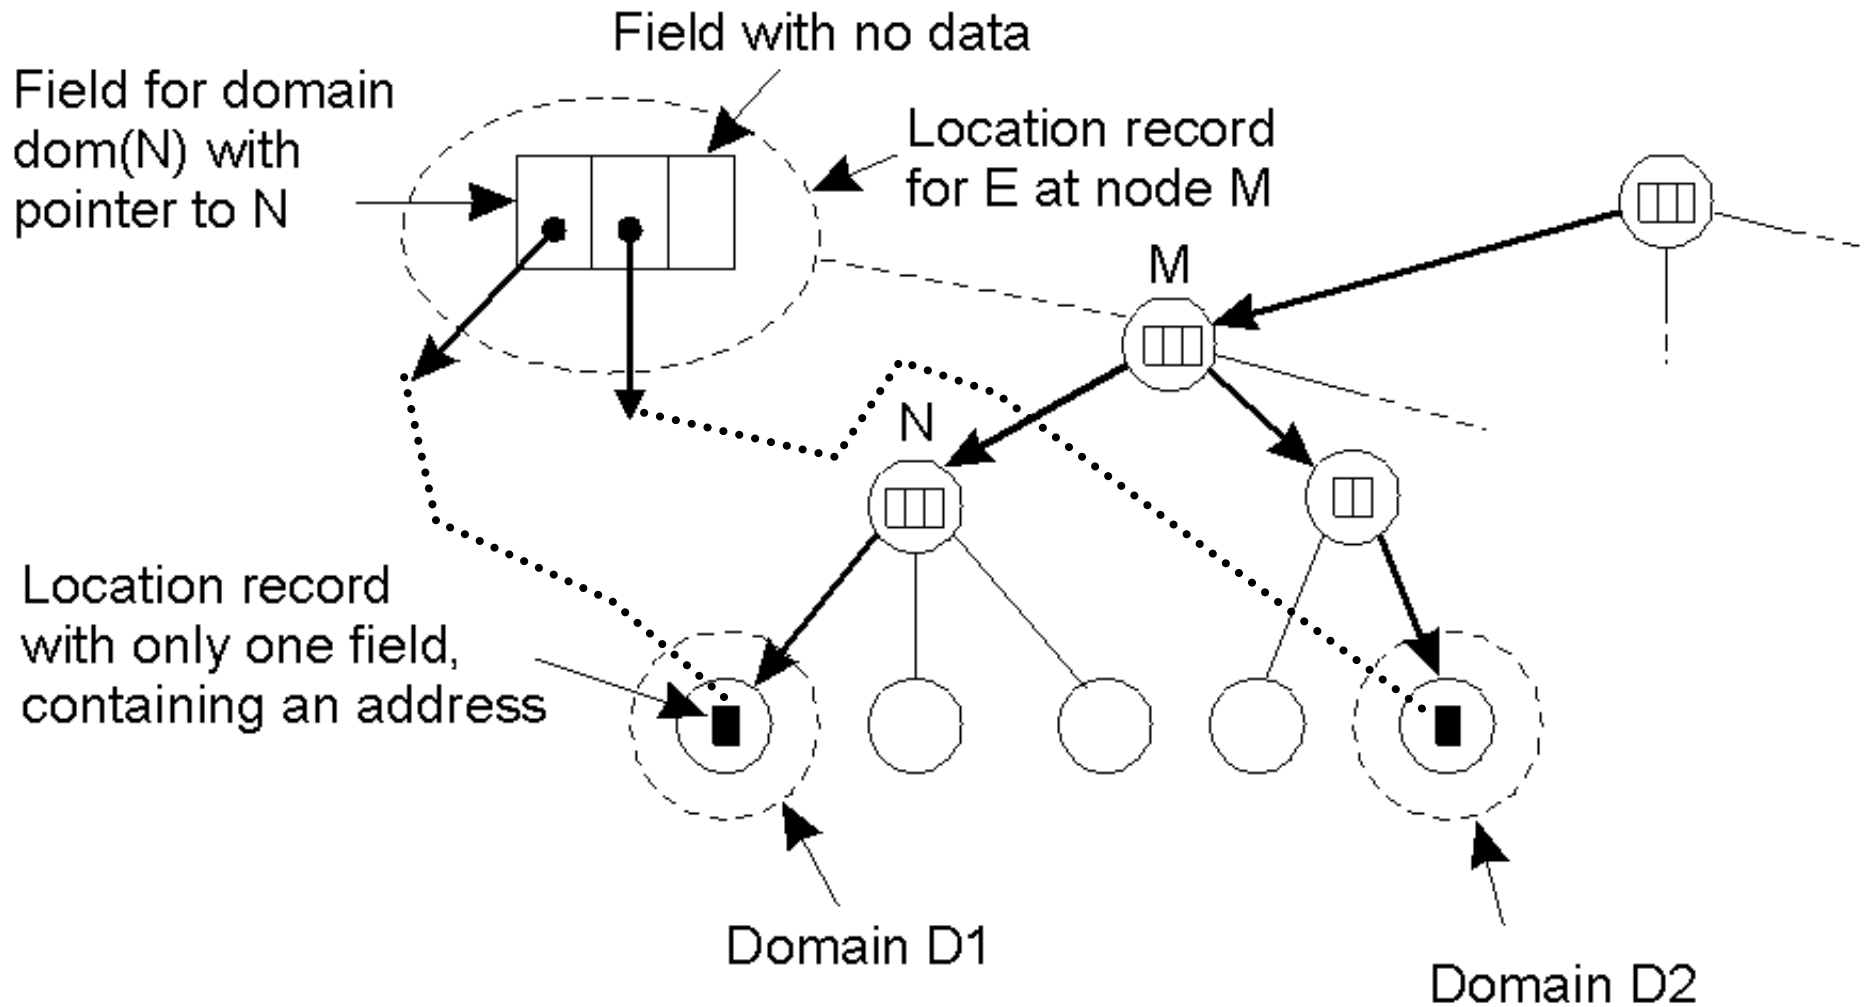 Field with no data
Field for domain
dom(N) with
pointer to N
Location record
for E at node M
M
N
Location record
with only one field,
containing an address
Domain D1
Domain D2